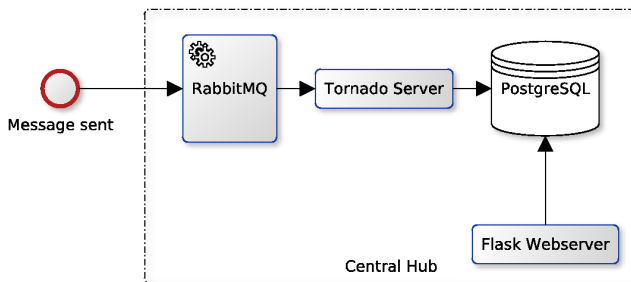 RabbitMQ
Tornado Server
PostgreSQL
Message sent
Flask Webserver
Central Hub